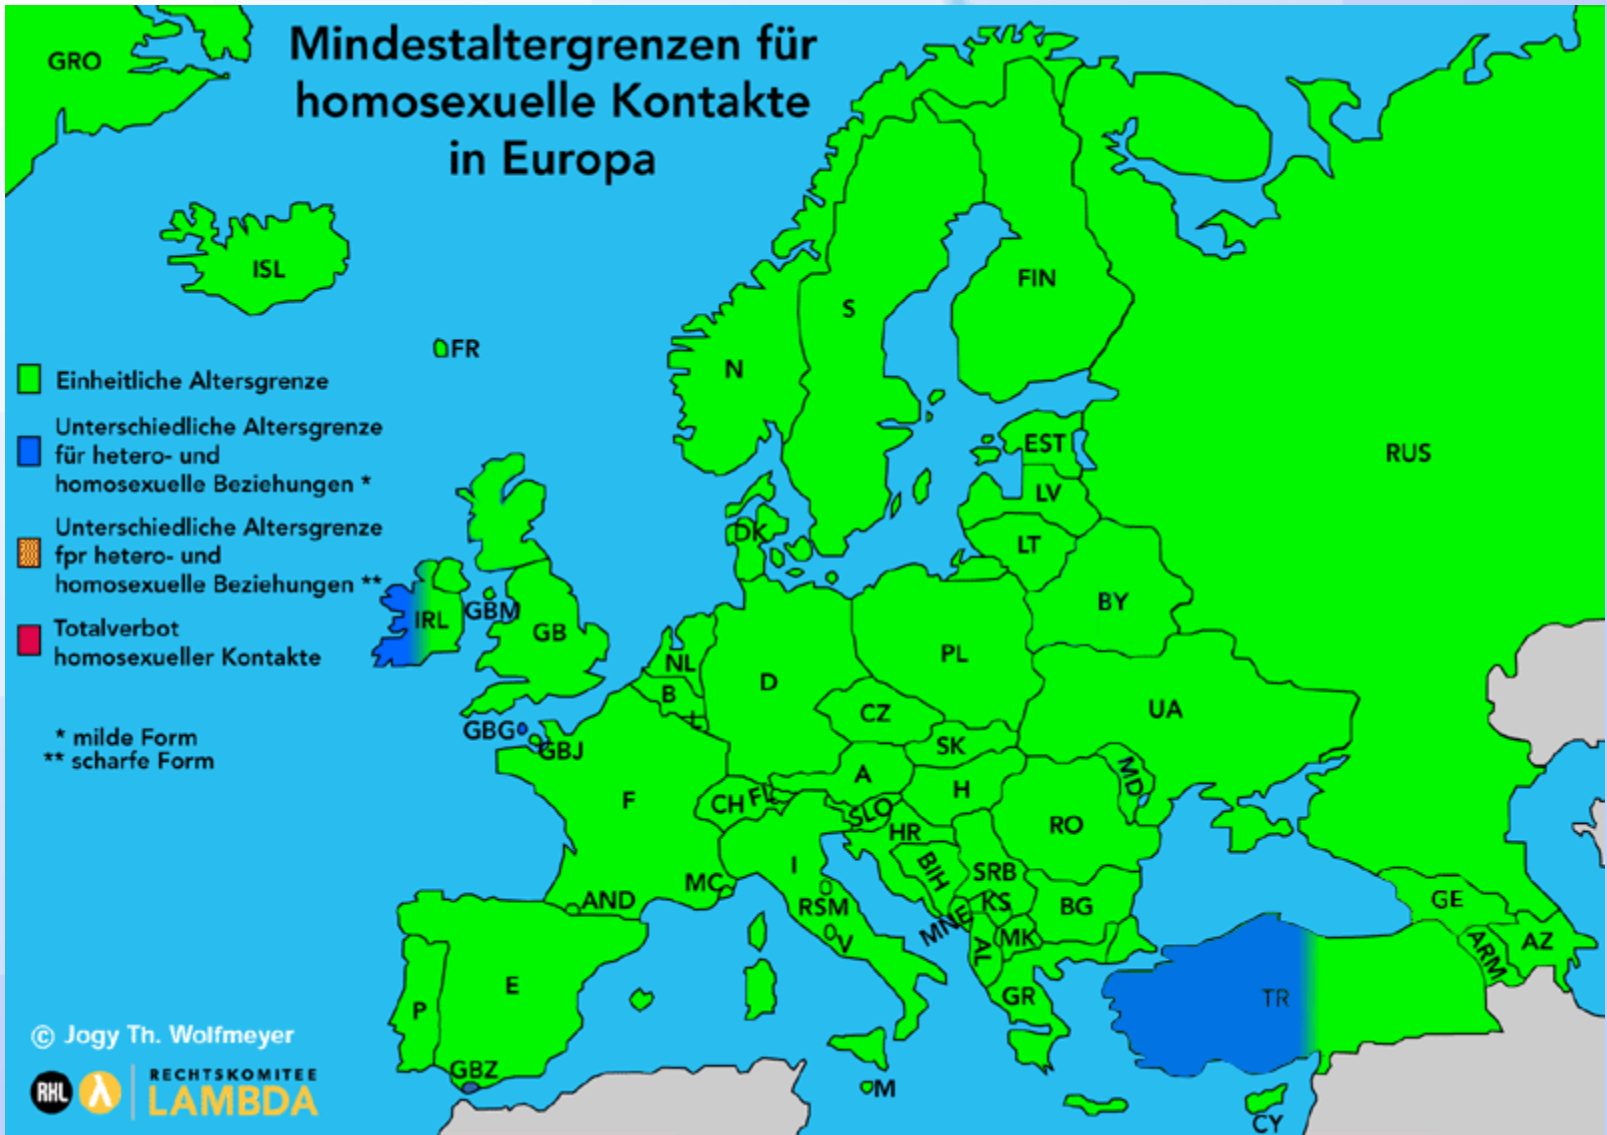 Mindestaltergrenzen für
homosexuelle Kontakte
in Europa
GRO
ISL
FR
FIN
S
N
RUS
EST
LV
LT
DK
BY
Einheitliche Altersgrenze
Unterschiedliche Altersgrenze
für hetero- und
homosexuelle Beziehungen *
Unterschiedliche Altersgrenze
fpr hetero- und
homosexuelle Beziehungen **
Totalverbot
homosexueller Kontakte
* milde Form
** scharfe Form
IRL
GBM
GB
NL
B
L
D
PL
CZ
UA
GBG
GBJ
SK
A
H
MD
F
CH
FL
SLO
HR
RO
I
BIH
SRB
MC
AND
RSM
KS
BG
GE
V
MNE
MK
AL
ARM
AZ
E
P
GR
TR
GBZ
M
CY
© Jogy Th. Wolfmeyer
RHL
λ
RECHTSKOMITEE
LAMBDA